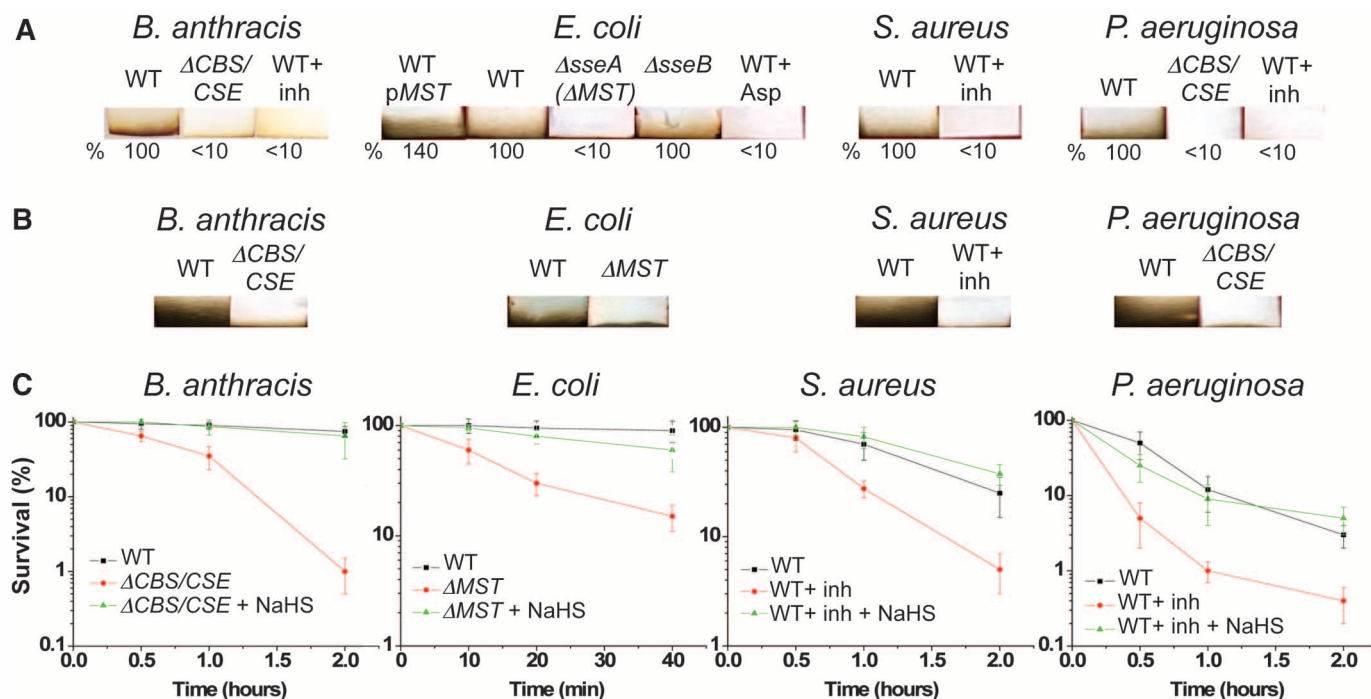 A
B. anthracis
E. coli
S. aureus
P. aeruginosa
WT
ΔCBS/
CSE
WT+
inh
WT
pMST
WT
ΔsseA
(ΔMST)
ΔsseB
WT+
Asp
WT
WT+
inh
WT
ΔCBS/
CSE
WT+
inh
% 100 <10 <10
% 140 100 <10 100 <10
% 100 <10
% 100 <10 <10
B
B. anthracis
E. coli
S. aureus
P. aeruginosa
WT
ΔCBS/
CSE
WT
ΔMST
WT
WT+
inh
WT
ΔCBS/
CSE
C
B. anthracis
E. coli
S. aureus
P. aeruginosa
Survival (%)
100
10
1
0.1
WT
ΔCBS/CSE
ΔCBS/CSE + NaHS
0.0 0.5 1.0 1.5 2.0
Time (hours)
100
10
1
WT
ΔMST
ΔMST + NaHS
0 10 20 30 40
Time (min)
100
10
1
WT
WT+ inh
WT+ inh + NaHS
0.0 0.5 1.0 1.5 2.0
Time (hours)
100
10
1
0.1
WT
WT+ inh
WT+ inh + NaHS
0.0 0.5 1.0 1.5 2.0
Time (hours)